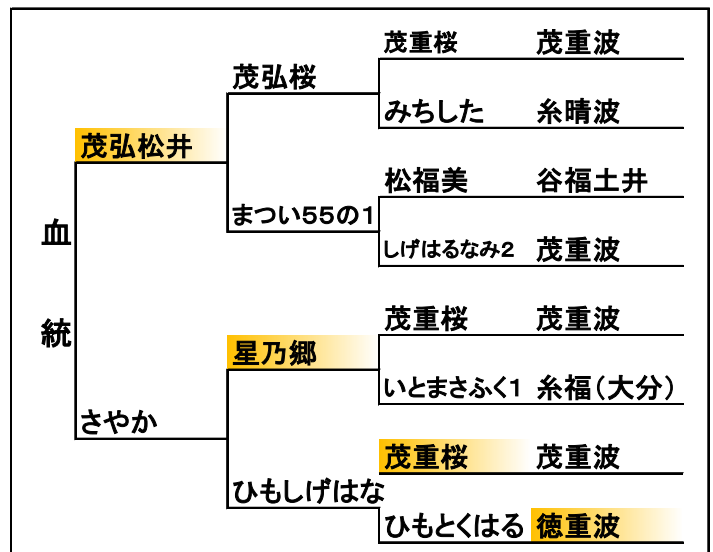 茂重桜 茂重波
茂弘桜
みちした 糸晴波
茂弘松井
松福美 谷福土井
まつい55の1
しげはるなみ2 茂重波
血統
茂重桜 茂重波
星乃郷
いとまさふく1 糸福（大分）
さやか
茂重桜 茂重波
ひもしげはな
ひもとくはる 徳重波